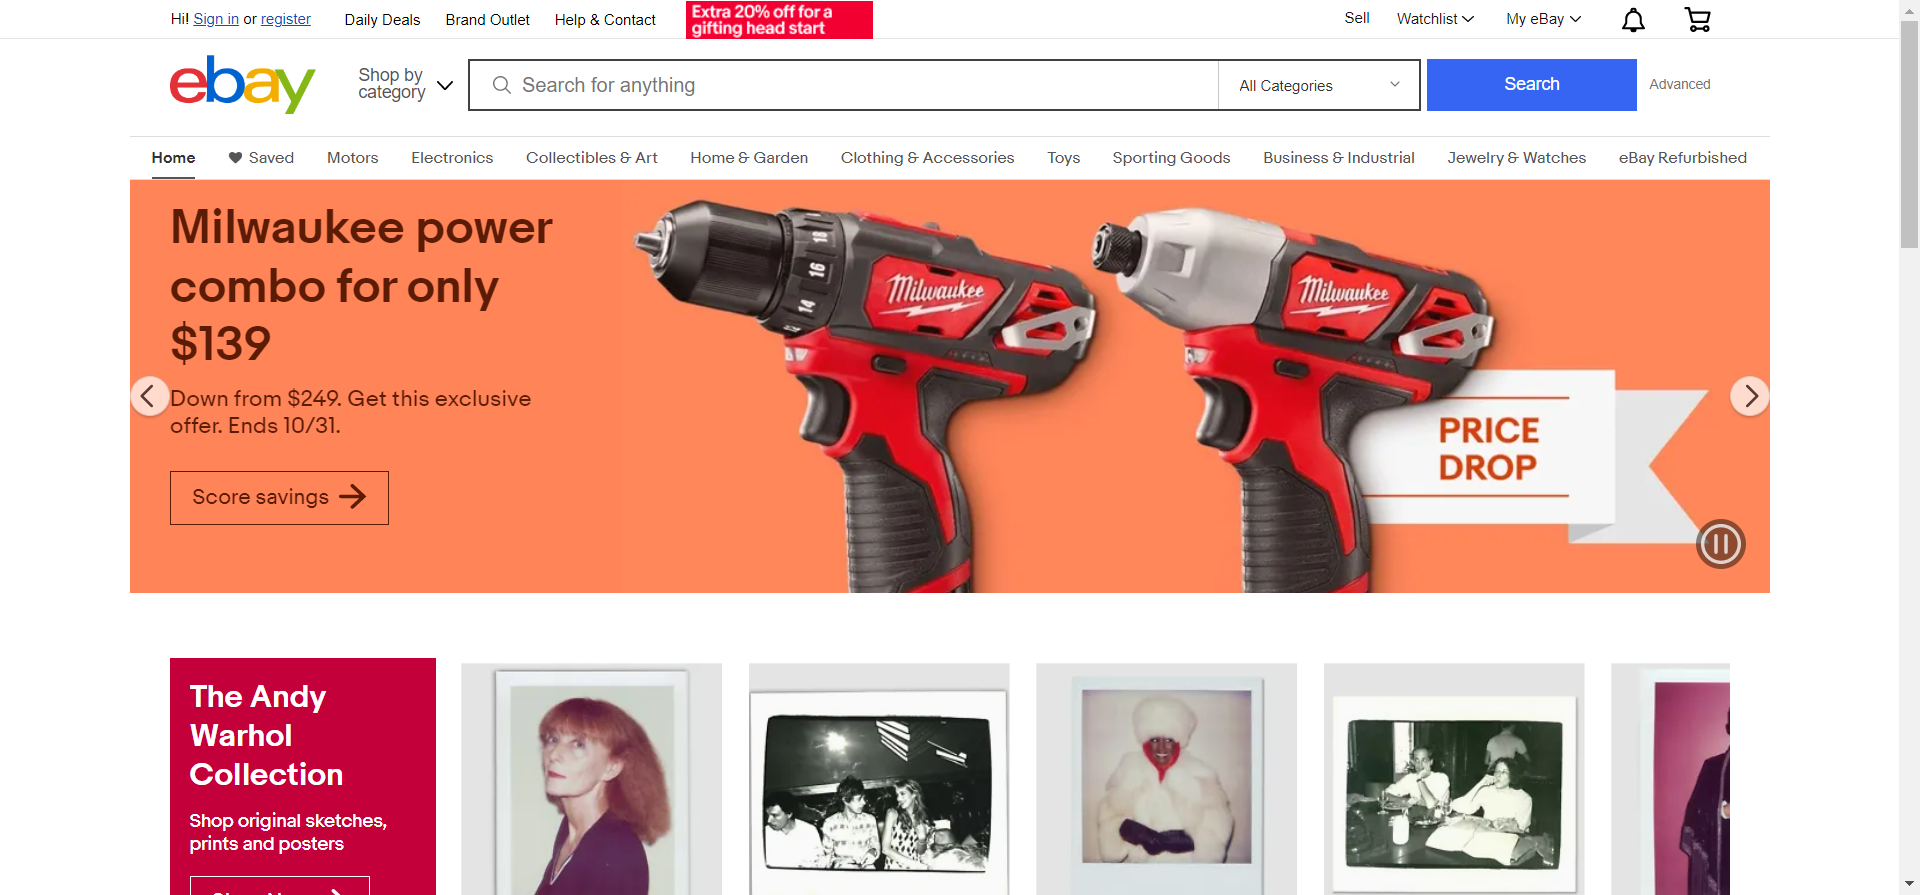 Hi! Sign in or register
Daily Deals
Brand Outlet
Help & Contact
Extra 20% off for a
gifting head start
Sell
Watchlist
My eBay
ebay
Shop by
category
Search for anything
All Categories
Search
Advanced
Home
Saved
Motors
Electronics
Collectibles & Art
Home & Garden
Clothing & Accessories
Toys
Sporting Goods
Business & Industrial
Jewelry & Watches
eBay Refurbished
Milwaukee power
combo for only
$139
Down from $249. Get this exclusive
offer. Ends 10/31.
Score savings
18
16
14
12
Milwaukee
Milwaukee
PRICE
DROP
The Andy
Warhol
Collection
Shop original sketches,
prints and posters